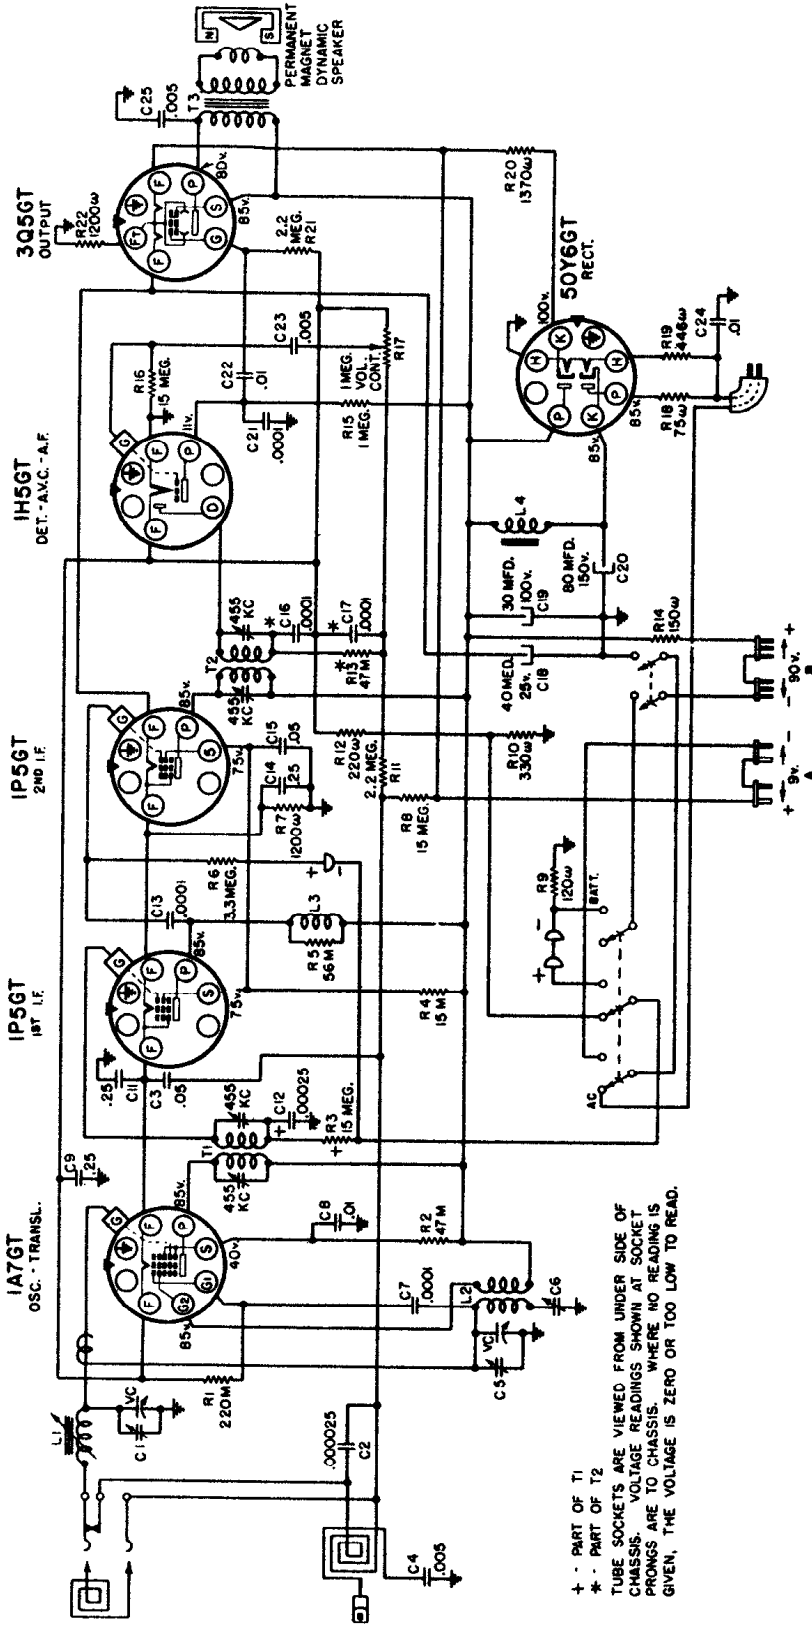 1A7GT
OSC. - TRANSL.
1P5GT
1ST I.F.
1P5GT
2ND I.F.
1H5GT
DET. - A.V.C. - A.F.
3Q5GT
OUTPUT
50Y6GT
RECT.
PERMANENT
MAGNET
DYNAMIC
SPEAKER
N
S
T3
C25
.005
R22
1200ω
80V.
85V.
2.2
MEG.
R21
R20
1370ω
100V.
R16
15 MEG.
11V.
C23
.005
C22
.01
C21
.0001
1 MEG.
VOL.
CONT.
R17
R15
1 MEG.
85V.
85V.
R19
446ω
R18
75ω
C24
.01
L4
30 MFD.
100V.
C19
80 MFD.
150V.
C20
40 MED.
25V.
C18
R14
150ω
455
KC
T2
455
KC
*
C16
.0001
*
C17
.0001
*
R13
47M
85V.
75V.
C15
.05
C14
.25
R7
1200ω
R12
220ω
2.2 MEG.
R11
R10
330ω
R8
15 MEG.
R6
3.3 MEG.
+
-
C13
.0001
85V.
75V.
L3
R5
56M
R4
15 M
.25
C11
C3
.05
455
KC
T1
455
KC
+
C12
.00025
+
R3
15 MEG.
C9
.25
85V.
40V.
85V.
C8
.01
R2
47M
C7
.0001
L2
C6
VC
C5
R1
220M
L1
VC
C1
.000025
C2
C4
.005
R9
120ω
BATT.
+
-
AC
+ 9V. -
A
- 90V. +
F
F
G
P
S
G1
G2
F
F
G
P
S
F
F
G
P
S
F
F
G
P
D
F
F
FT
P
S
G
H
H
K
K
P
P
+ - PART OF T1
* - PART OF T2
TUBE SOCKETS ARE VIEWED FROM UNDER SIDE OF
CHASSIS. VOLTAGE READINGS SHOWN AT SOCKET
PRONGS ARE TO CHASSIS. WHERE NO READING IS
GIVEN, THE VOLTAGE IS ZERO OR TOO LOW TO READ.